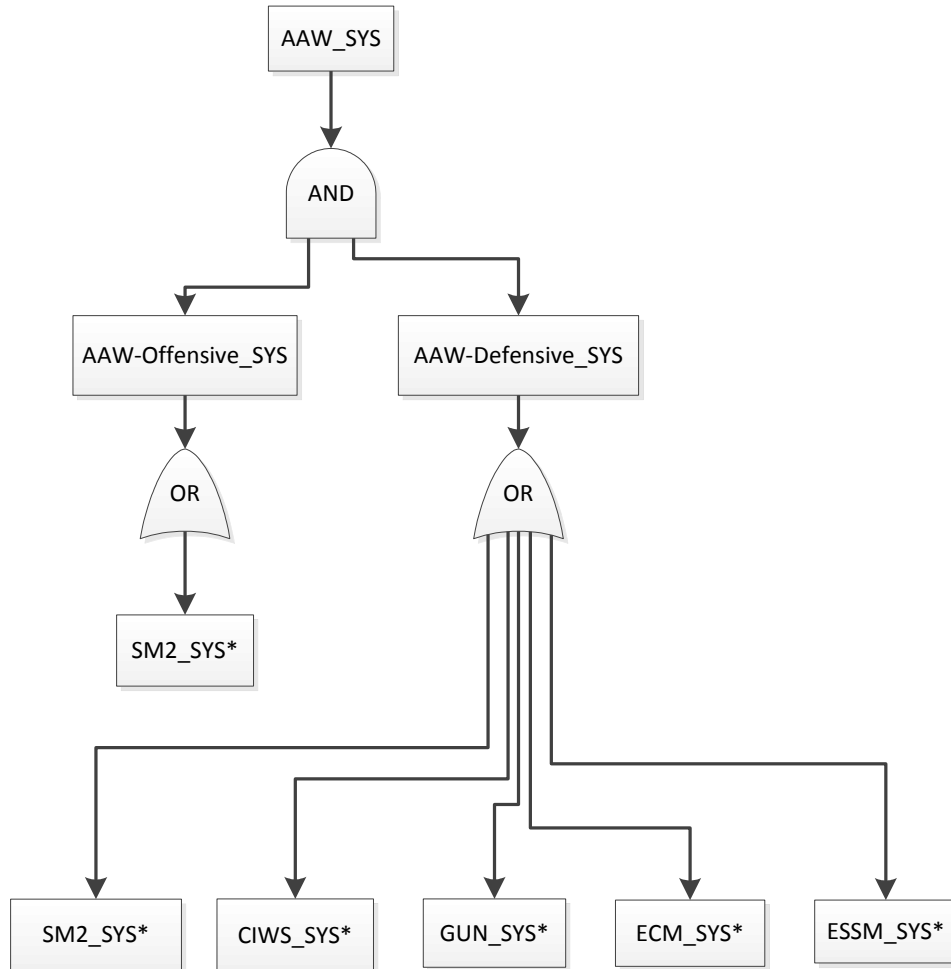 AAW_SYS
AND
AAW-Offensive_SYS
AAW-Defensive_SYS
OR
OR
SM2_SYS*
SM2_SYS*
CIWS_SYS*
GUN_SYS*
ECM_SYS*
ESSM_SYS*